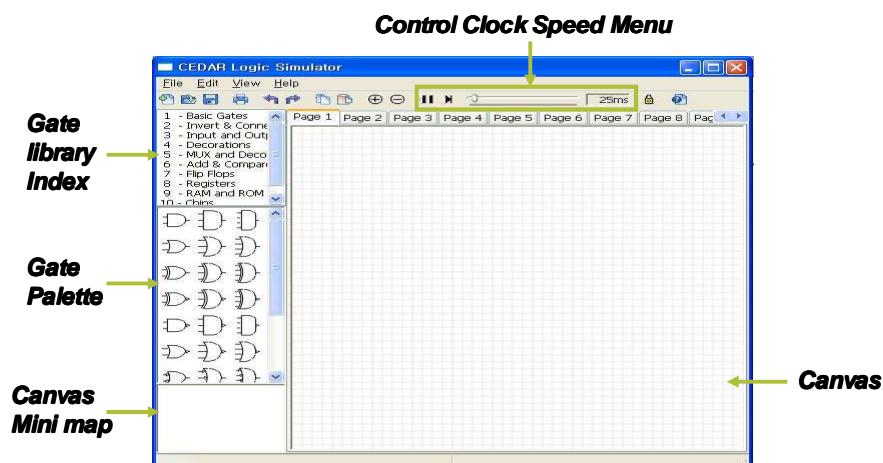 Control Clock Speed Menu
CEDAR Logic Simulator
File Edit View Help
25ms
Page 1 Page 2 Page 3 Page 4 Page 5 Page 6 Page 7 Page 8 Pag
1 - Basic Gates
2 - Invert & Conne
3 - Input and Outp
4 - Decorations
5 - MUX and Deco
6 - Add & Compar
7 - Flip Flops
8 - Registers
9 - RAM and ROM
10 - Chips
Gate
library
Index
Gate
Palette
Canvas
Canvas
Mini map